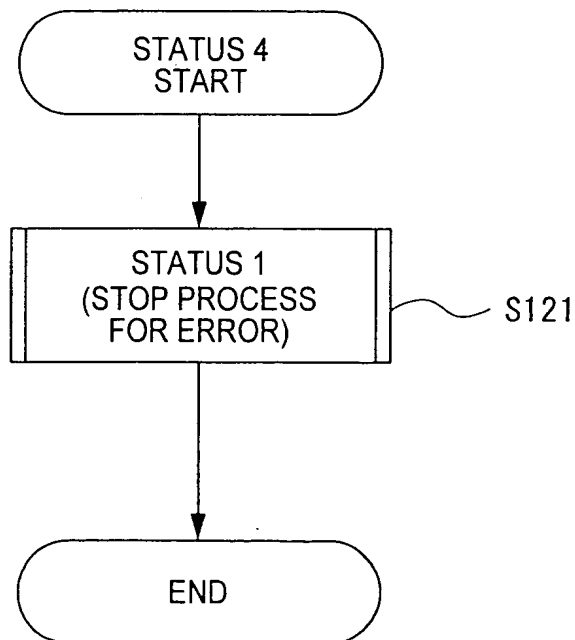 STATUS 4
START
STATUS 1
(STOP PROCESS
FOR ERROR)
S121
END